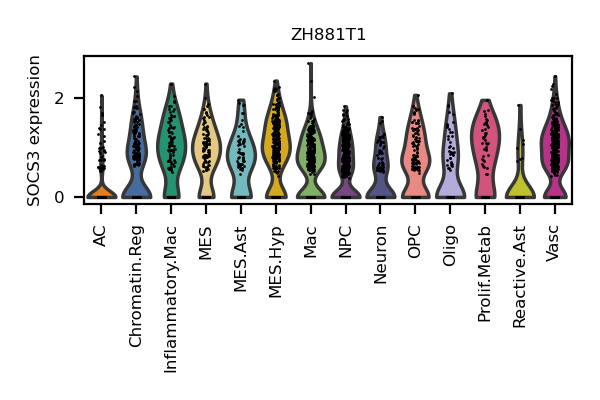 ZH881T1
SOCS3 expression
2
0
AC
Chromatin.Reg
Inflammatory.Mac
MES
MES.Ast
MES.Hyp
Mac
NPC
Neuron
OPC
Oligo
Prolif.Metab
Reactive.Ast
Vasc